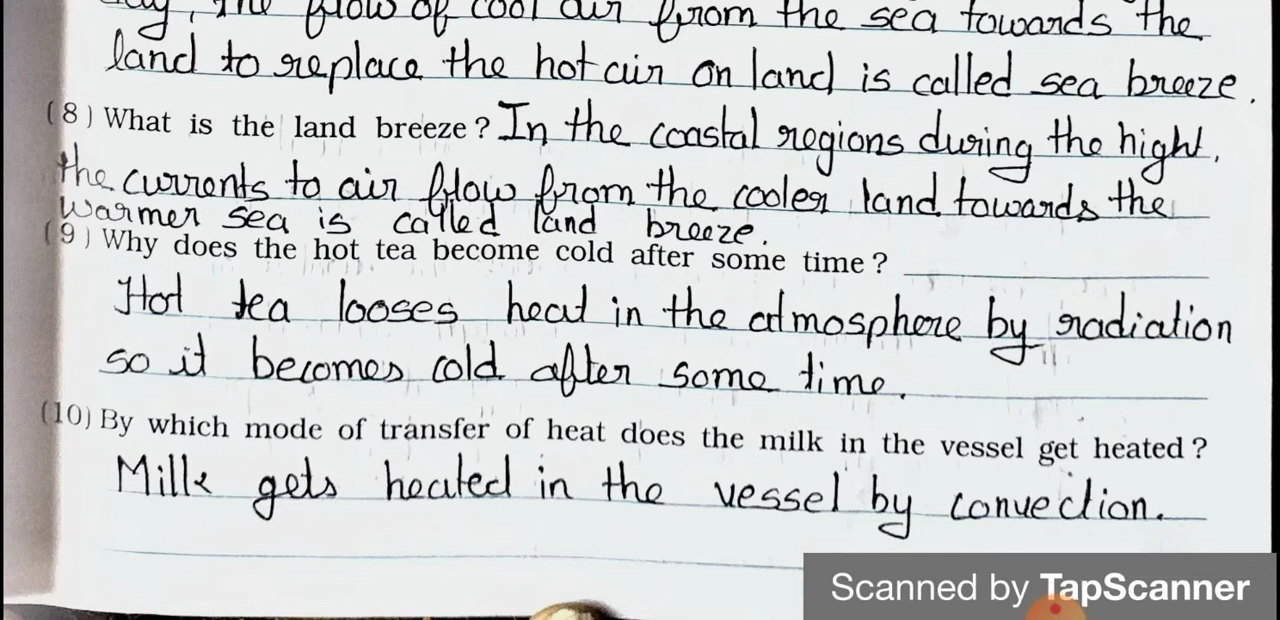 day, the flow of cool air from the sea towards the
land to replace the hot air on land is called sea breeze.
(8) What is the land breeze? In the coastal regions during the night,
the currents to air flow from the cooler land towards the
warmer sea is called land breeze.
(9) Why does the hot tea become cold after some time?
Hot tea looses heat in the atmosphere by radiation
so it becomes cold after some time.
(10) By which mode of transfer of heat does the milk in the vessel get heated?
Milk gets heated in the vessel by convection.
Scanned by TapScanner